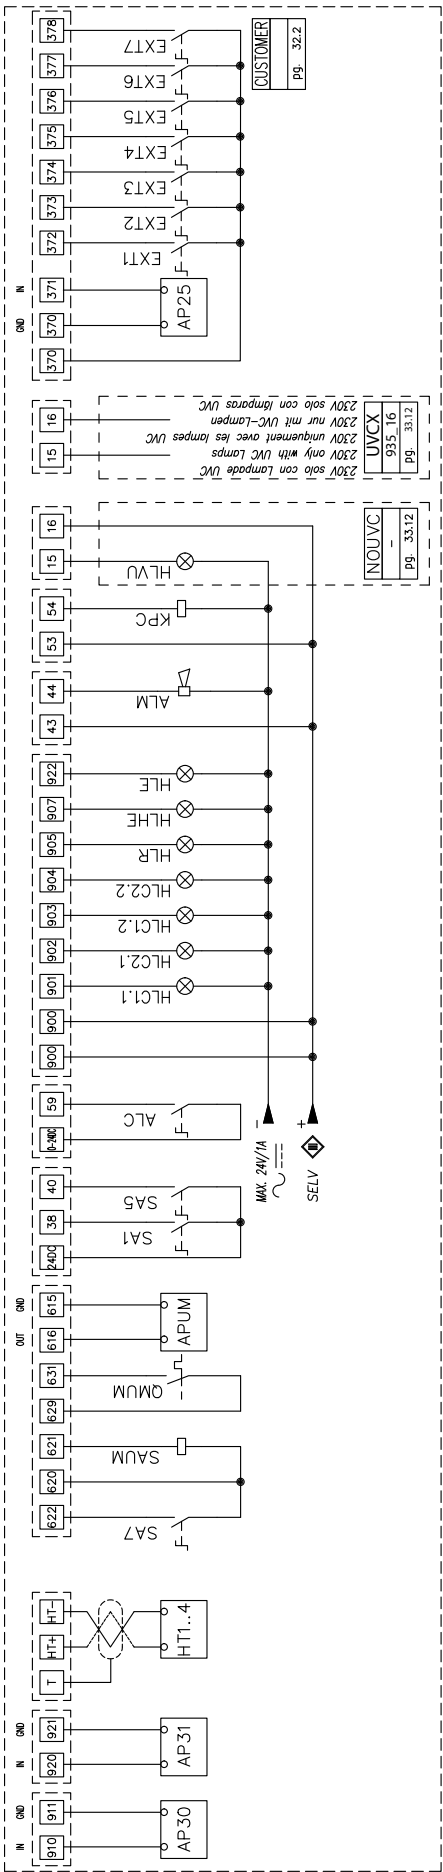 378
377
376
375
374
373
372
IN
371
GND
370
370
EXT7
EXT6
EXT5
EXT4
EXT3
EXT2
EXT1
AP25
CUSTOMER
pg. 32.2
16
15
230V solo con Lampade UVC
230V only with UVC Lamps
230V uniquement avec les lampes UVC
230V nur mit UVC-Lampen
230V solo con lámparas UVC
UVCX
935_16
pg. 33.12
16
15
HLVU
NOUVC
-
pg. 33.12
54
KPC
53
44
ALM
43
922
HLE
907
HLHE
905
HLR
904
HLC2.2
903
HLC1.2
902
HLC2.1
901
HLC1.1
900
900
59
ALC
0-24DC
MAX. 24V/1A
-
+
SELV
III
40
SA5
38
SA1
24DC
GND
615
OUT
616
APUM
631
QMUM
629
621
SAUM
620
622
SA7
HT-
HT+
T
HT1..4
GND
921
IN
920
AP31
GND
911
IN
910
AP30